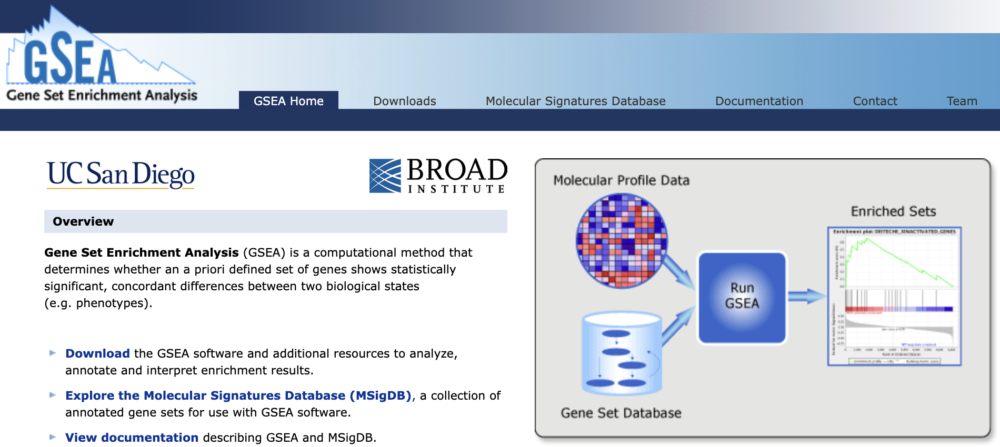 GSEA
Gene Set Enrichment Analysis
GSEA Home
Downloads
Molecular Signatures Database
Documentation
Contact
Team
UC San Diego
BROAD
INSTITUTE
Overview
Gene Set Enrichment Analysis (GSEA) is a computational method that
determines whether an a priori defined set of genes shows statistically
significant, concordant differences between two biological states
(e.g. phenotypes).
Download the GSEA software and additional resources to analyze,
annotate and interpret enrichment results.
Explore the Molecular Signatures Database (MSigDB), a collection of
annotated gene sets for use with GSEA software.
View documentation describing GSEA and MSigDB.
Molecular Profile Data
Run
GSEA
Gene Set Database
Enriched Sets
Enrichment plot: DISTECHE_XINACTIVATED_GENES